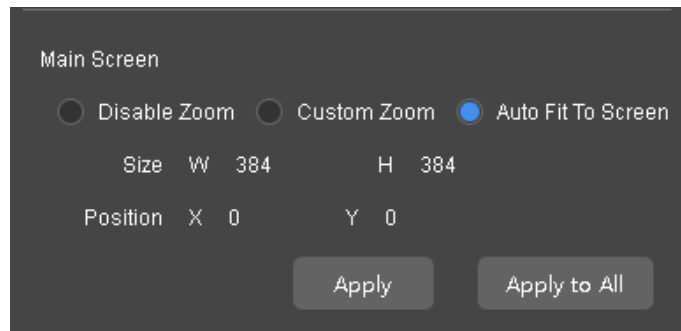 Main Screen
Disable Zoom Custom Zoom Auto Fit To Screen
Size W 384 H 384
Position X 0 Y 0
Apply Apply to All